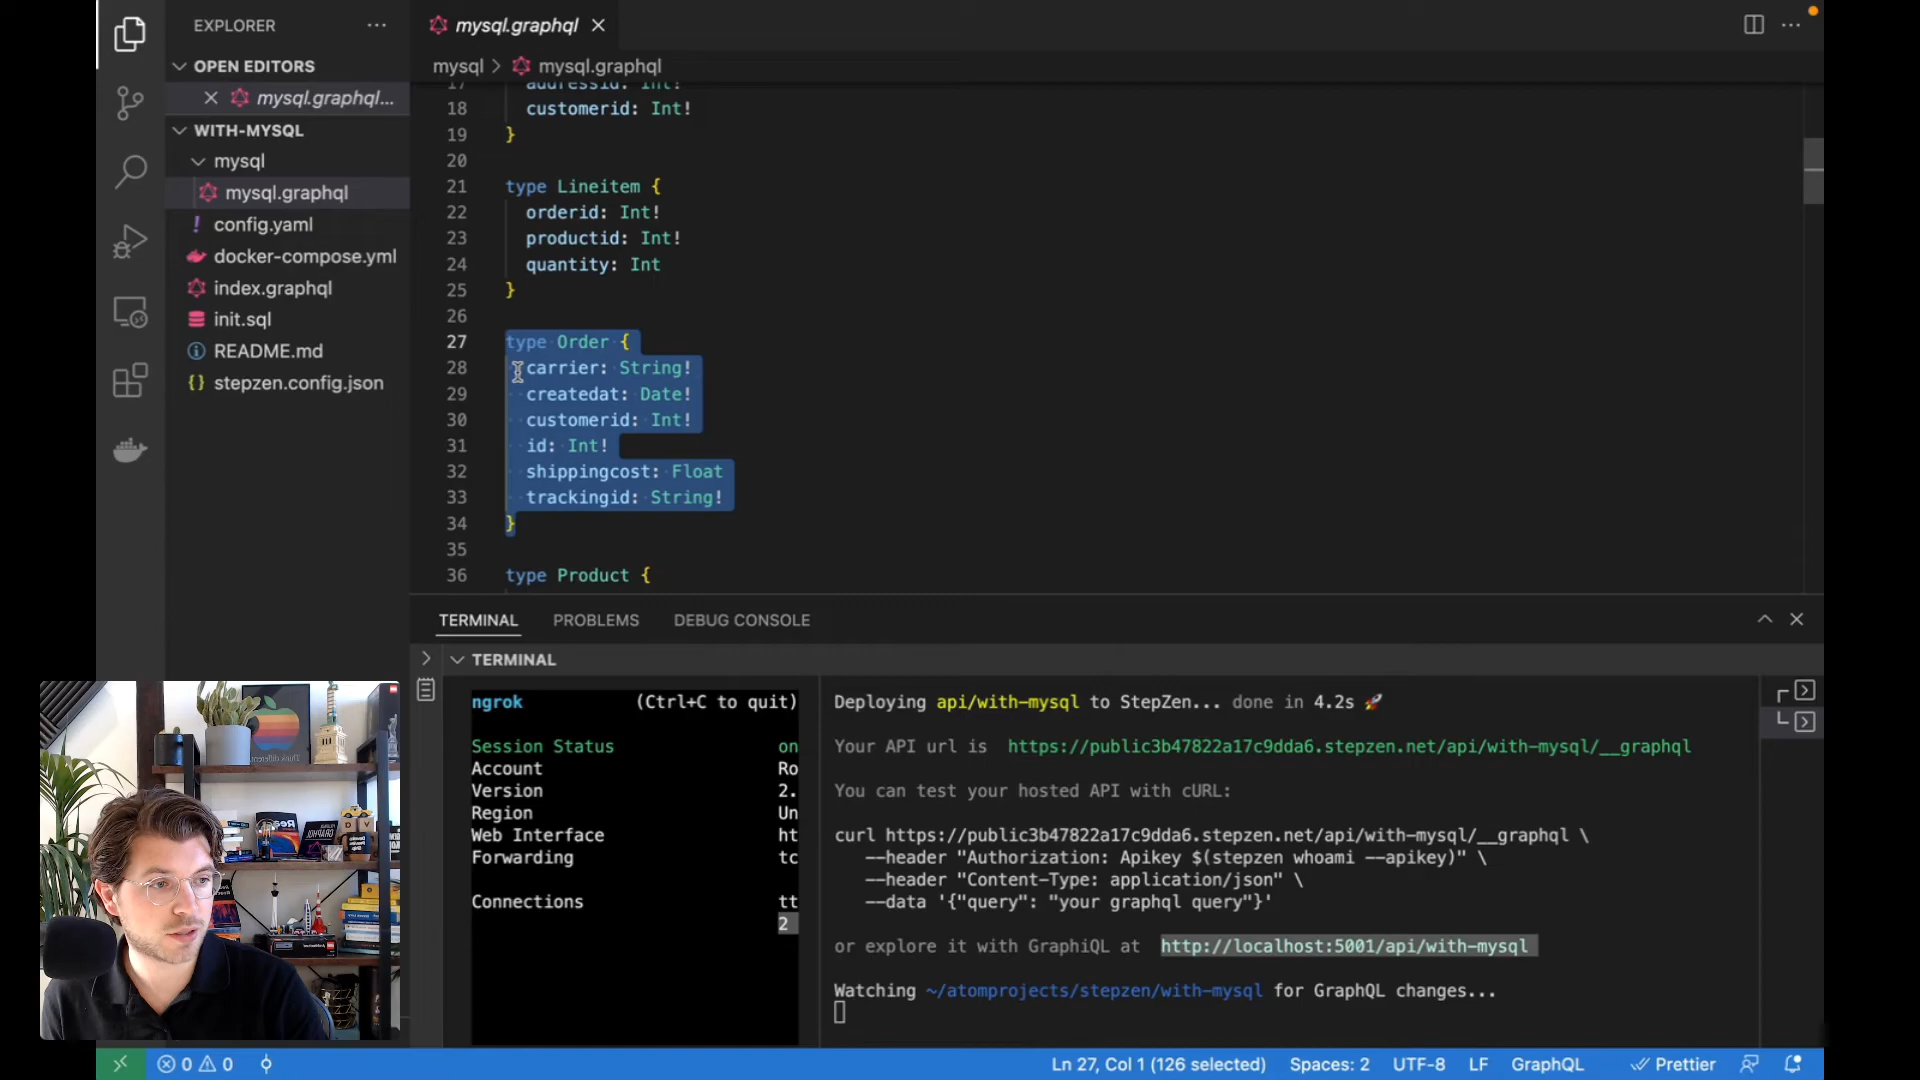 EXPLORER
OPEN EDITORS
mysql.graphql...
WITH-MYSQL
mysql
mysql.graphql
config.yaml
docker-compose.yml
index.graphql
init.sql
README.md
stepzen.config.json
mysql.graphql
mysql > mysql.graphql
17 addressid: Int!
18 customerid: Int!
19 }
20
21 type Lineitem {
22 orderid: Int!
23 productid: Int!
24 quantity: Int
25 }
26
27 type Order {
28 carrier: String!
29 createdat: Date!
30 customerid: Int!
31 id: Int!
32 shippingcost: Float
33 trackingid: String!
34 }
35
36 type Product {
TERMINAL PROBLEMS DEBUG CONSOLE
TERMINAL
ngrok (Ctrl+C to quit)
Session Status on
Account Ro
Version 2.
Region Un
Web Interface ht
Forwarding tc
Connections tt
2
Deploying api/with-mysql to StepZen... done in 4.2s 🚀
Your API url is https://public3b47822a17c9dda6.stepzen.net/api/with-mysql/__graphql
You can test your hosted API with cURL:
curl https://public3b47822a17c9dda6.stepzen.net/api/with-mysql/__graphql \
--header "Authorization: Apikey $(stepzen whoami --apikey)" \
--header "Content-Type: application/json" \
--data '{"query": "your graphql query"}'
or explore it with GraphiQL at http://localhost:5001/api/with-mysql
Watching ~/atomprojects/stepzen/with-mysql for GraphQL changes...
0 0
Ln 27, Col 1 (126 selected) Spaces: 2 UTF-8 LF GraphQL Prettier